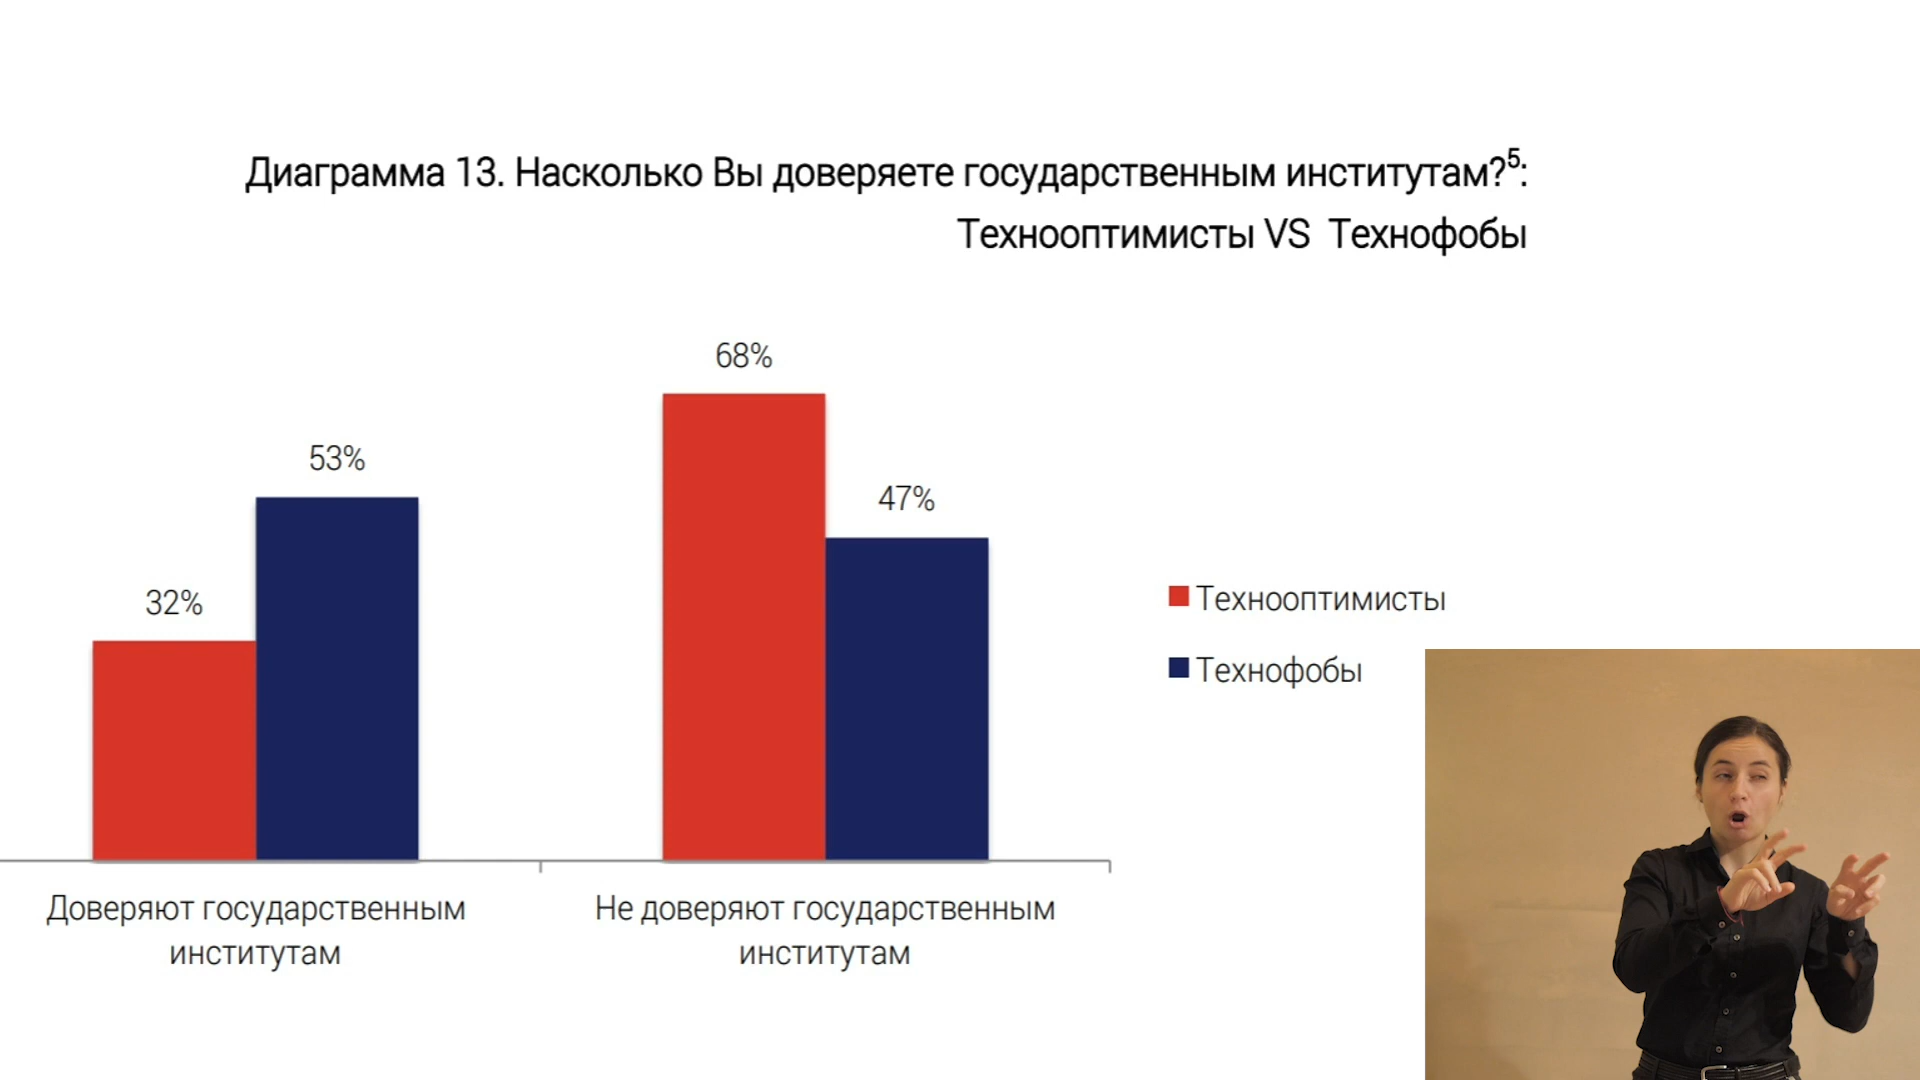 Диаграмма 13. Насколько Вы доверяете государственным институтам?⁵:
Технооптимисты VS Технофобы
68%
53%
47%
32%
Технооптимисты
Технофобы
Доверяют государственным
институтам
Не доверяют государственным
институтам